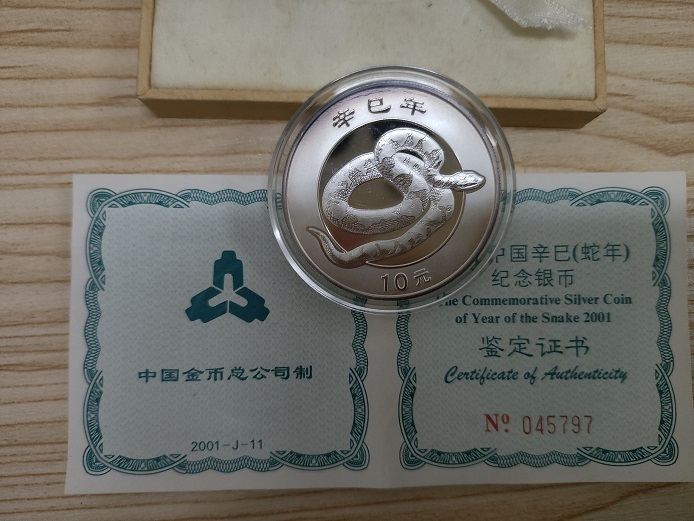 辛巳年
10元
中国金币总公司制
2001-J-11
中国辛巳(蛇年)
纪念银币
The Commemorative Silver Coin
of Year of the Snake 2001
鉴定证书
Certificate of Authenticity
Nº 045797